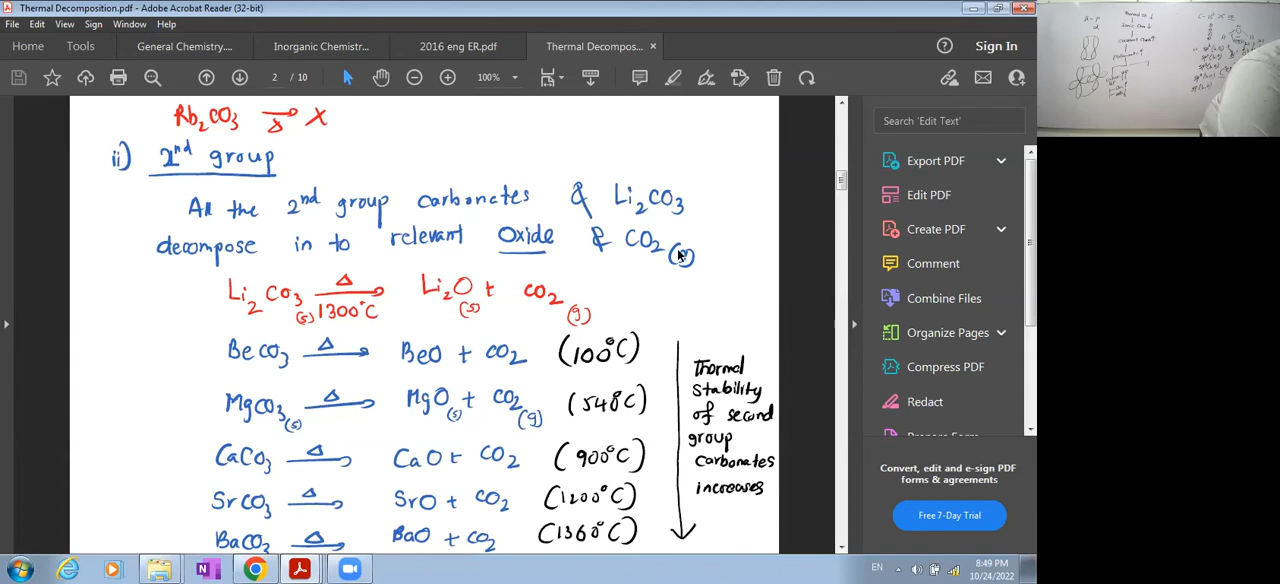 Thermal Decomposition.pdf - Adobe Acrobat Reader (32-bit)
File Edit View Sign Window Help
Home Tools General Chemistry.... Inorganic Chemistr... 2016 eng ER.pdf Thermal Decompos... × Sign In
2 / 10 100%
Rb₂CO₃ →Δ X
ii) 2nd group
All the 2nd group carbonates & Li₂CO₃
decompose in to relevant Oxide & CO₂(g)
Li₂CO₃(s) →Δ 1300°C Li₂O(s) + CO₂(g)
BeCO₃ →Δ BeO + CO₂ (100°C)
MgCO₃(s) →Δ MgO(s) + CO₂(g) (540°C)
CaCO₃ →Δ CaO + CO₂ (900°C)
SrCO₃ →Δ SrO + CO₂ (1200°C)
BaCO₃ →Δ BaO + CO₂ (1360°C)
Thermal
stability
of second
group
carbonates
increases
Search 'Edit Text'
Export PDF
Edit PDF
Create PDF
Comment
Combine Files
Organize Pages
Compress PDF
Redact
Prepare Form
Convert, edit and e-sign PDF
forms & agreements
Free 7-Day Trial
EN 8:49 PM
10/24/2022